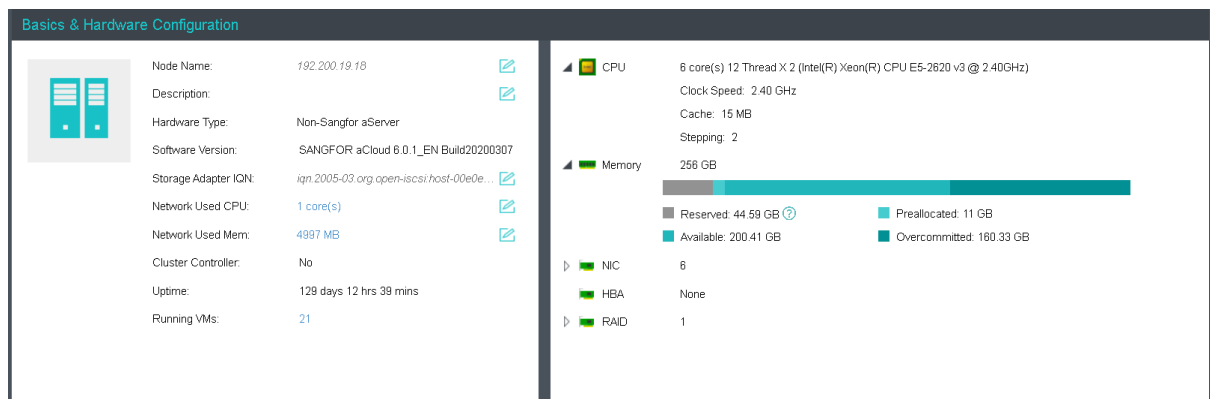 Basics & Hardware Configuration
Node Name: 192.200.19.18
Description:
Hardware Type: Non-Sangfor aServer
Software Version: SANGFOR aCloud 6.0.1_EN Build20200307
Storage Adapter IQN: iqn.2005-03.org.open-iscsi:host-00e0e...
Network Used CPU: 1 core(s)
Network Used Mem: 4997 MB
Cluster Controller: No
Uptime: 129 days 12 hrs 39 mins
Running VMs: 21
CPU 6 core(s) 12 Thread X 2 (Intel(R) Xeon(R) CPU E5-2620 v3 @ 2.40GHz)
Clock Speed: 2.40 GHz
Cache: 15 MB
Stepping: 2
Memory 256 GB
Reserved: 44.59 GB ? Preallocated: 11 GB
Available: 200.41 GB Overcommitted: 160.33 GB
NIC 6
HBA None
RAID 1